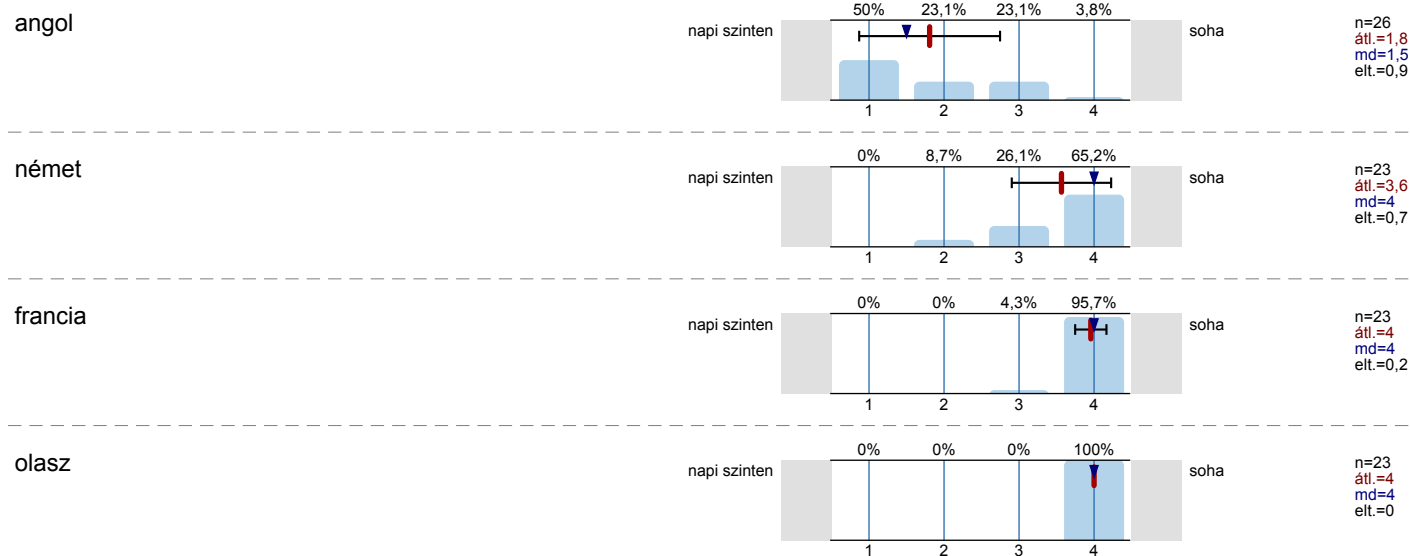 angol
50% 23,1% 23,1% 3,8%
napi szinten soha
1 2 3 4
n=26
átl.=1,8
md=1,5
elt.=0,9
német
0% 8,7% 26,1% 65,2%
napi szinten soha
1 2 3 4
n=23
átl.=3,6
md=4
elt.=0,7
francia
0% 0% 4,3% 95,7%
napi szinten soha
1 2 3 4
n=23
átl.=4
md=4
elt.=0,2
olasz
0% 0% 0% 100%
napi szinten soha
1 2 3 4
n=23
átl.=4
md=4
elt.=0